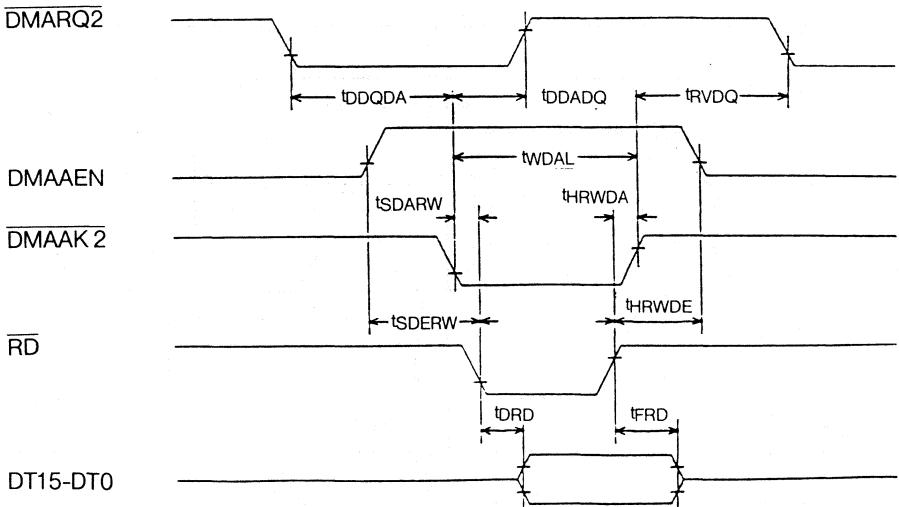 DMARQ2
tDDQDA tDDADQ tRVDQ
DMAAEN
tWDAL
tSDARW tHRWDA
DMAAK 2
tSDERW tHRWDE
RD
tDRD tFRD
DT15-DT0